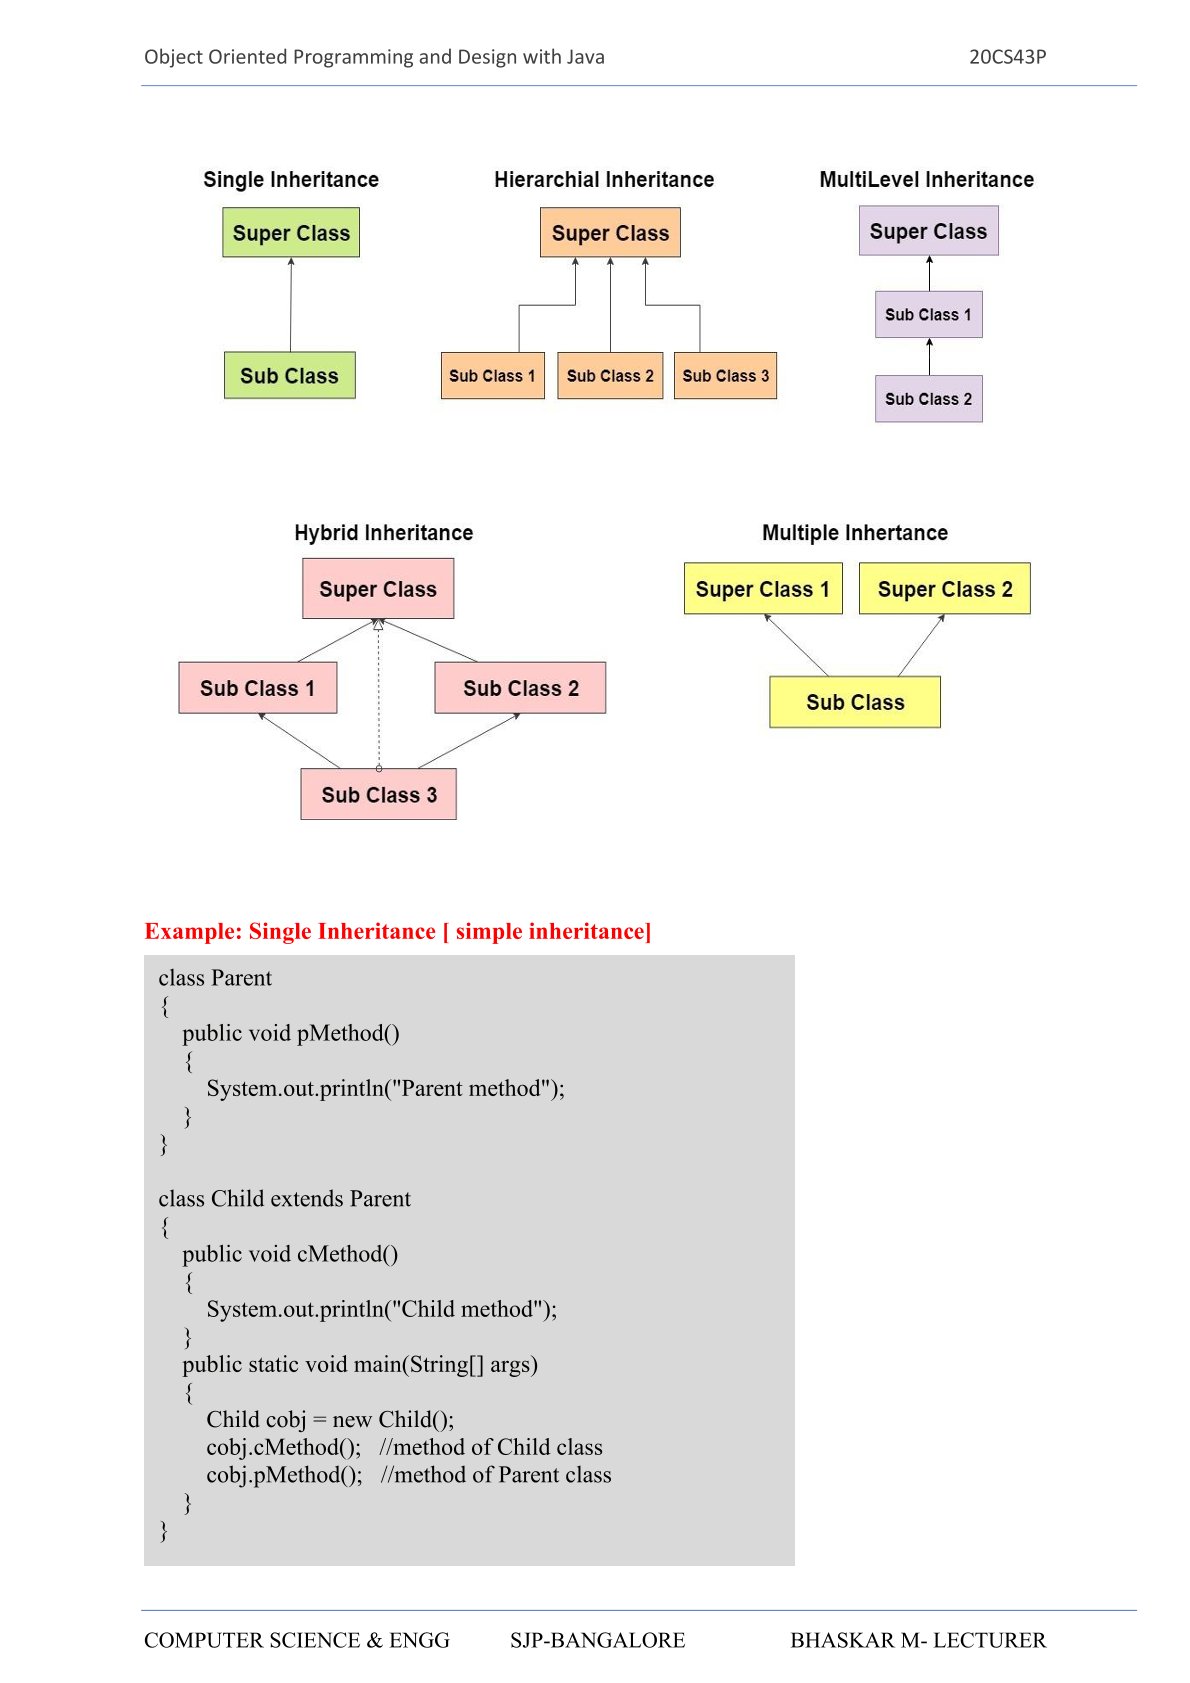 Object Oriented Programming and Design with Java 20CS43P
Single Inheritance
Super Class
Sub Class
Hierarchial Inheritance
Super Class
Sub Class 1 Sub Class 2 Sub Class 3
MultiLevel Inheritance
Super Class
Sub Class 1
Sub Class 2
Hybrid Inheritance
Super Class
Sub Class 1 Sub Class 2
Sub Class 3
Multiple Inhertance
Super Class 1 Super Class 2
Sub Class
Example: Single Inheritance [ simple inheritance]
class Parent
{
public void pMethod()
{
System.out.println("Parent method");
}
}
class Child extends Parent
{
public void cMethod()
{
System.out.println("Child method");
}
public static void main(String[] args)
{
Child cobj = new Child();
cobj.cMethod(); //method of Child class
cobj.pMethod(); //method of Parent class
}
}
COMPUTER SCIENCE & ENGG SJP-BANGALORE BHASKAR M- LECTURER